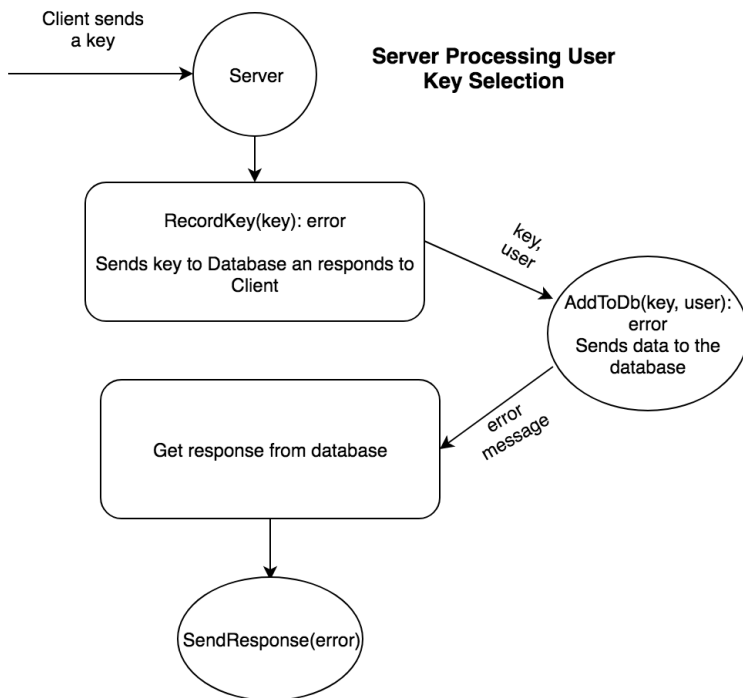 Client sends
a key
Server
Server Processing User
Key Selection
RecordKey(key): error
Sends key to Database an responds to
Client
key,
user
AddToDb(key, user):
error
Sends data to the
database
error
message
Get response from database
SendResponse(error)